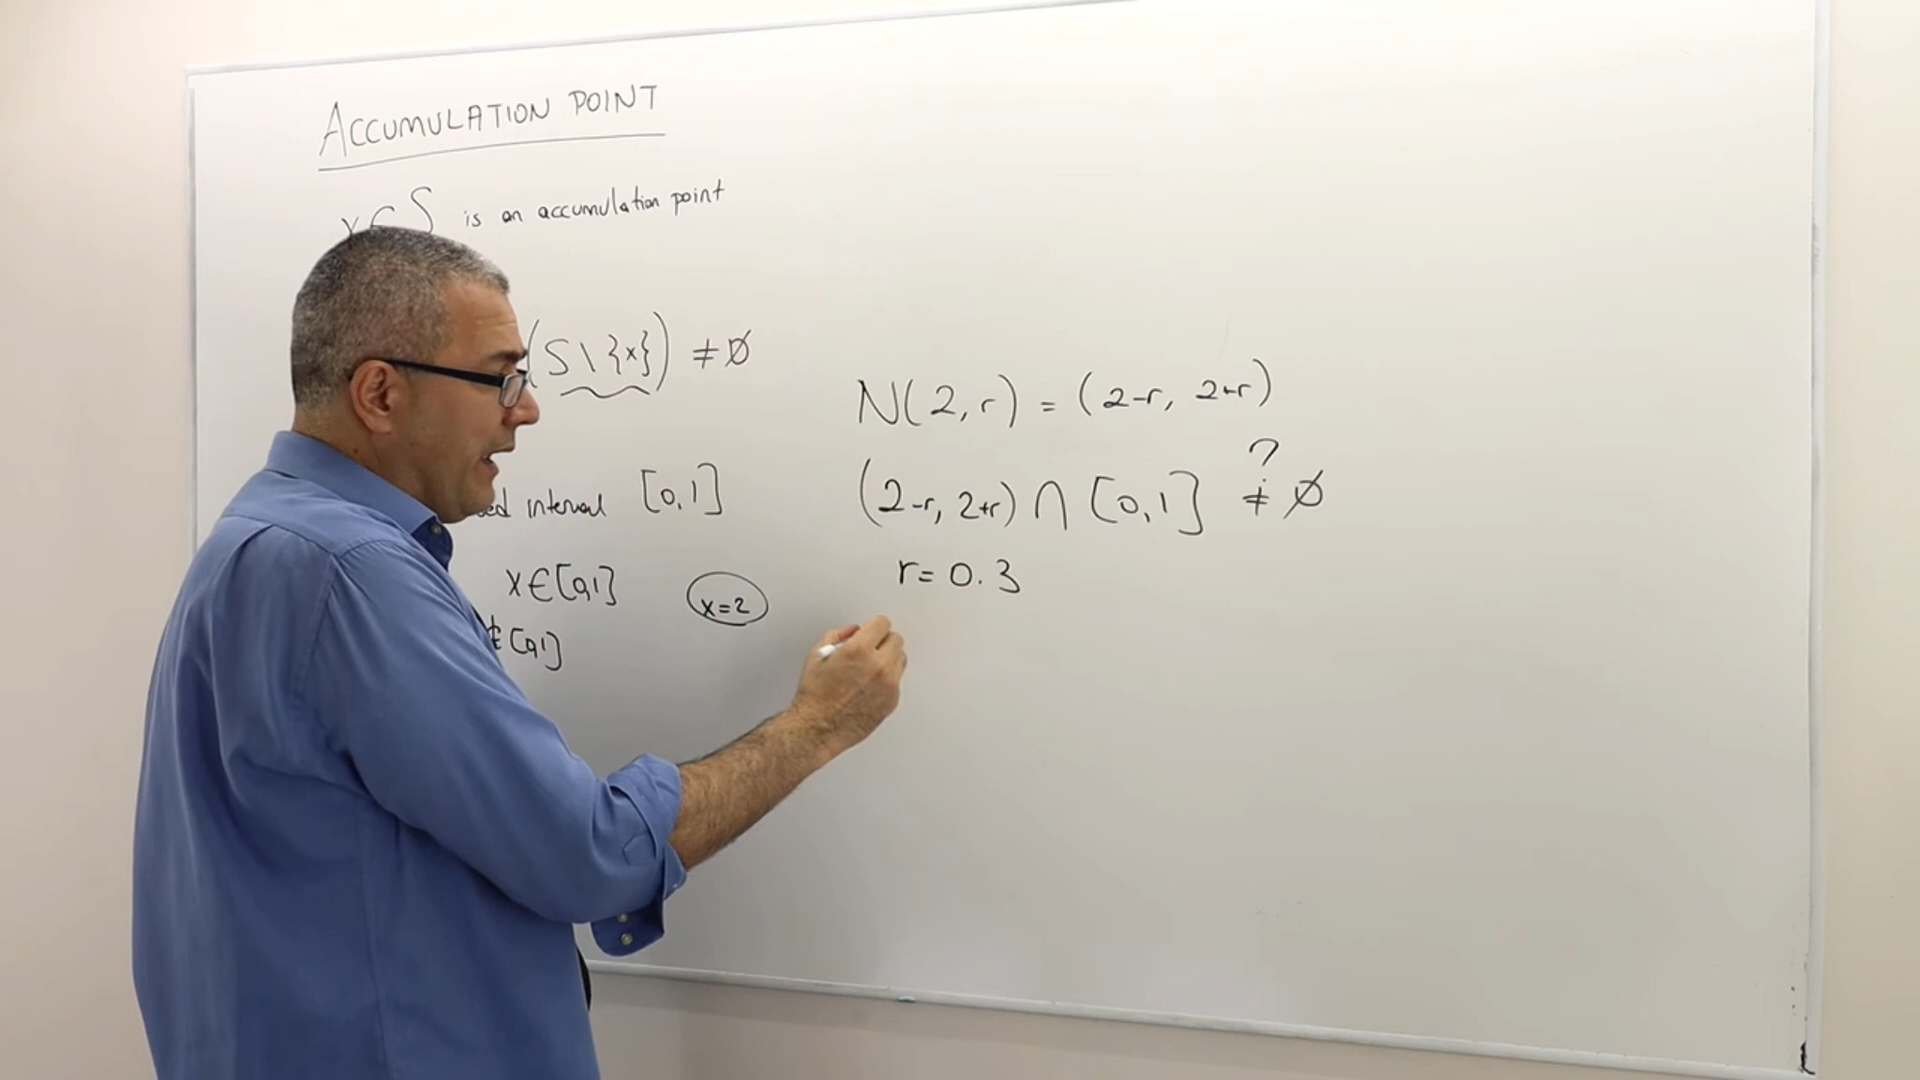 ACCUMULATION POINT
x ∈ S is an accumulation point
(S \ {x}) ≠ ∅
N(2, r) = (2-r, 2+r)
?
interval [0,1]
(2-r, 2+r) ∩ [0,1] ≠ ∅
r = 0.3
x ∈ [0,1]
x=2
∉ [0,1]